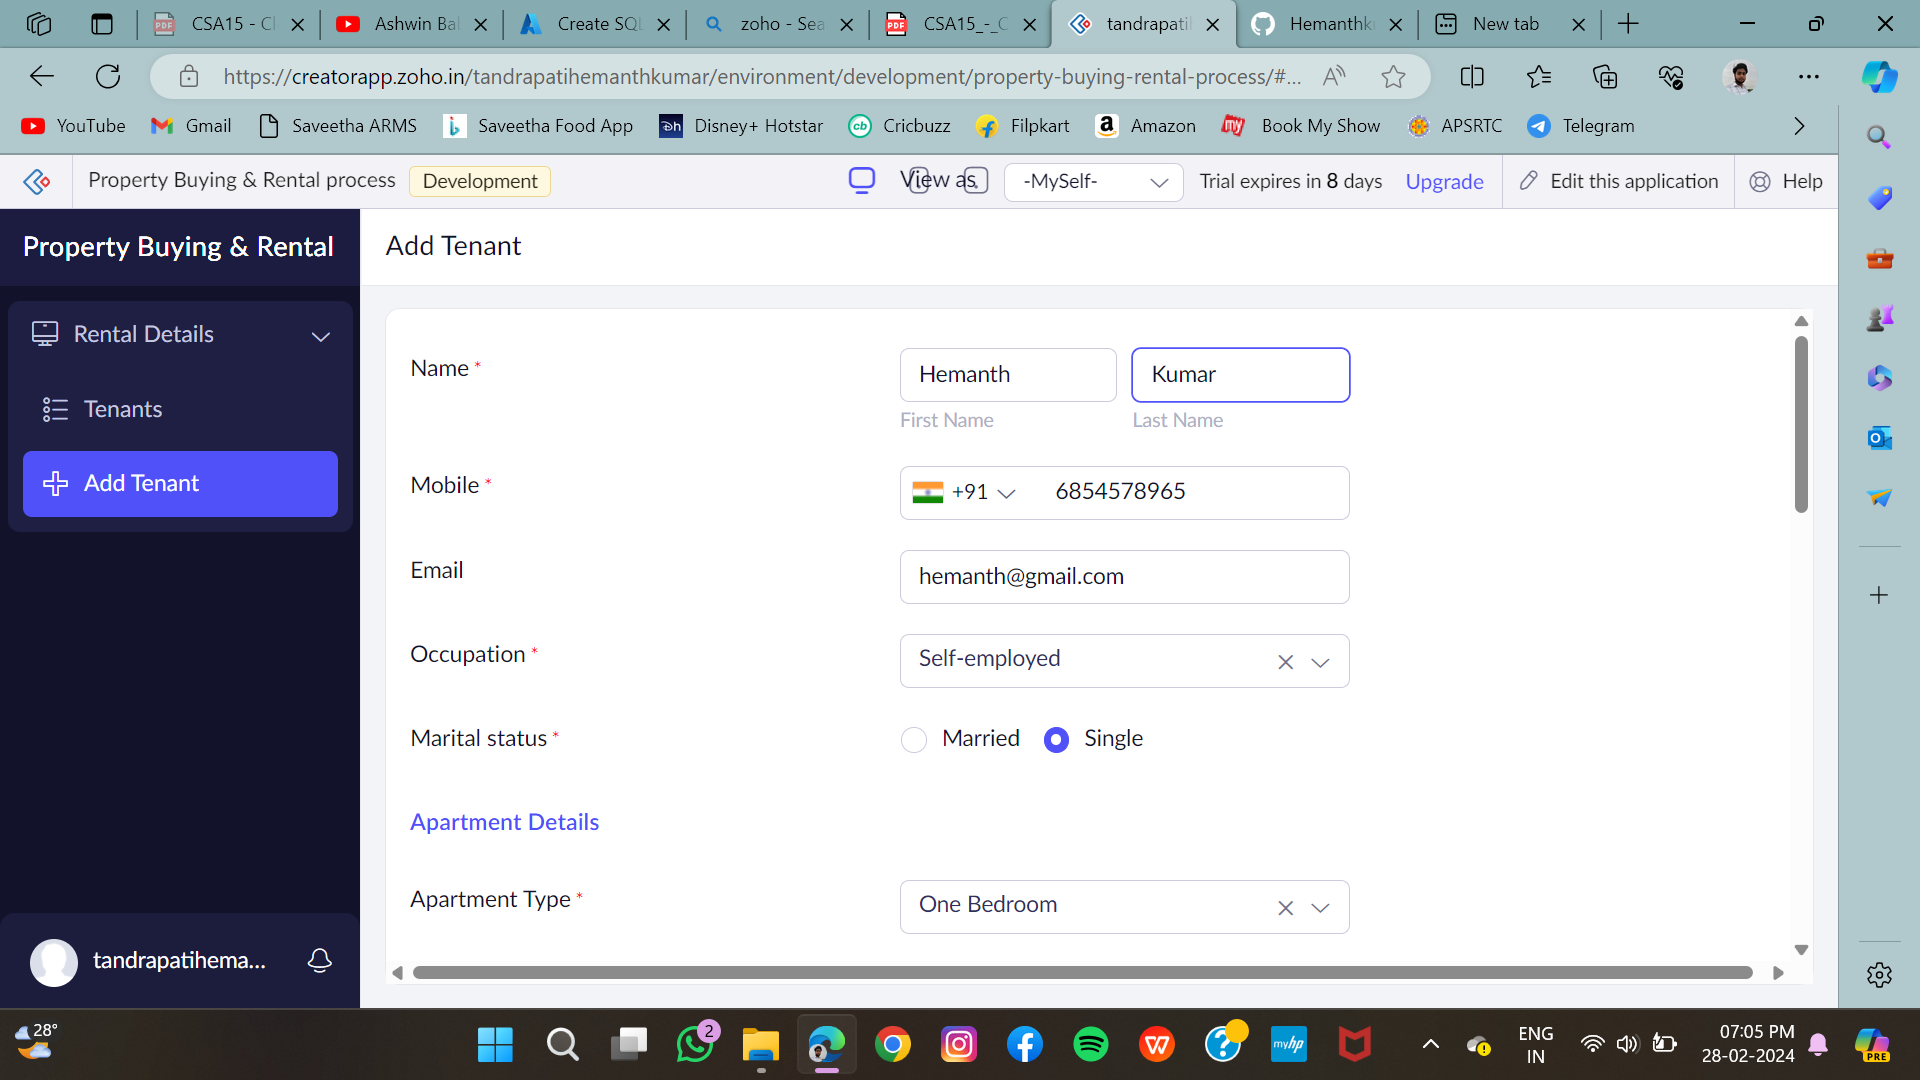 CSA15 - Cl
Ashwin Bal
Create SQL
zoho - Sea
CSA15_-_C
tandrapatil
Hemanthku
New tab
https://creatorapp.zoho.in/tandrapatihemanthkumar/environment/development/property-buying-rental-process/#...
YouTube
Gmail
Saveetha ARMS
Saveetha Food App
Disney+ Hotstar
Cricbuzz
Filpkart
Amazon
Book My Show
APSRTC
Telegram
Property Buying & Rental process
Development
View as
-MySelf-
Trial expires in 8 days
Upgrade
Edit this application
Help
Property Buying & Rental
Add Tenant
Rental Details
Tenants
Add Tenant
Name *
Hemanth
Kumar
First Name
Last Name
Mobile *
+91
6854578965
Email
hemanth@gmail.com
Occupation *
Self-employed
Marital status *
Married
Single
Apartment Details
Apartment Type *
One Bedroom
tandrapatihema...
28°
2
myhp
ENG
IN
07:05 PM
28-02-2024
PRE